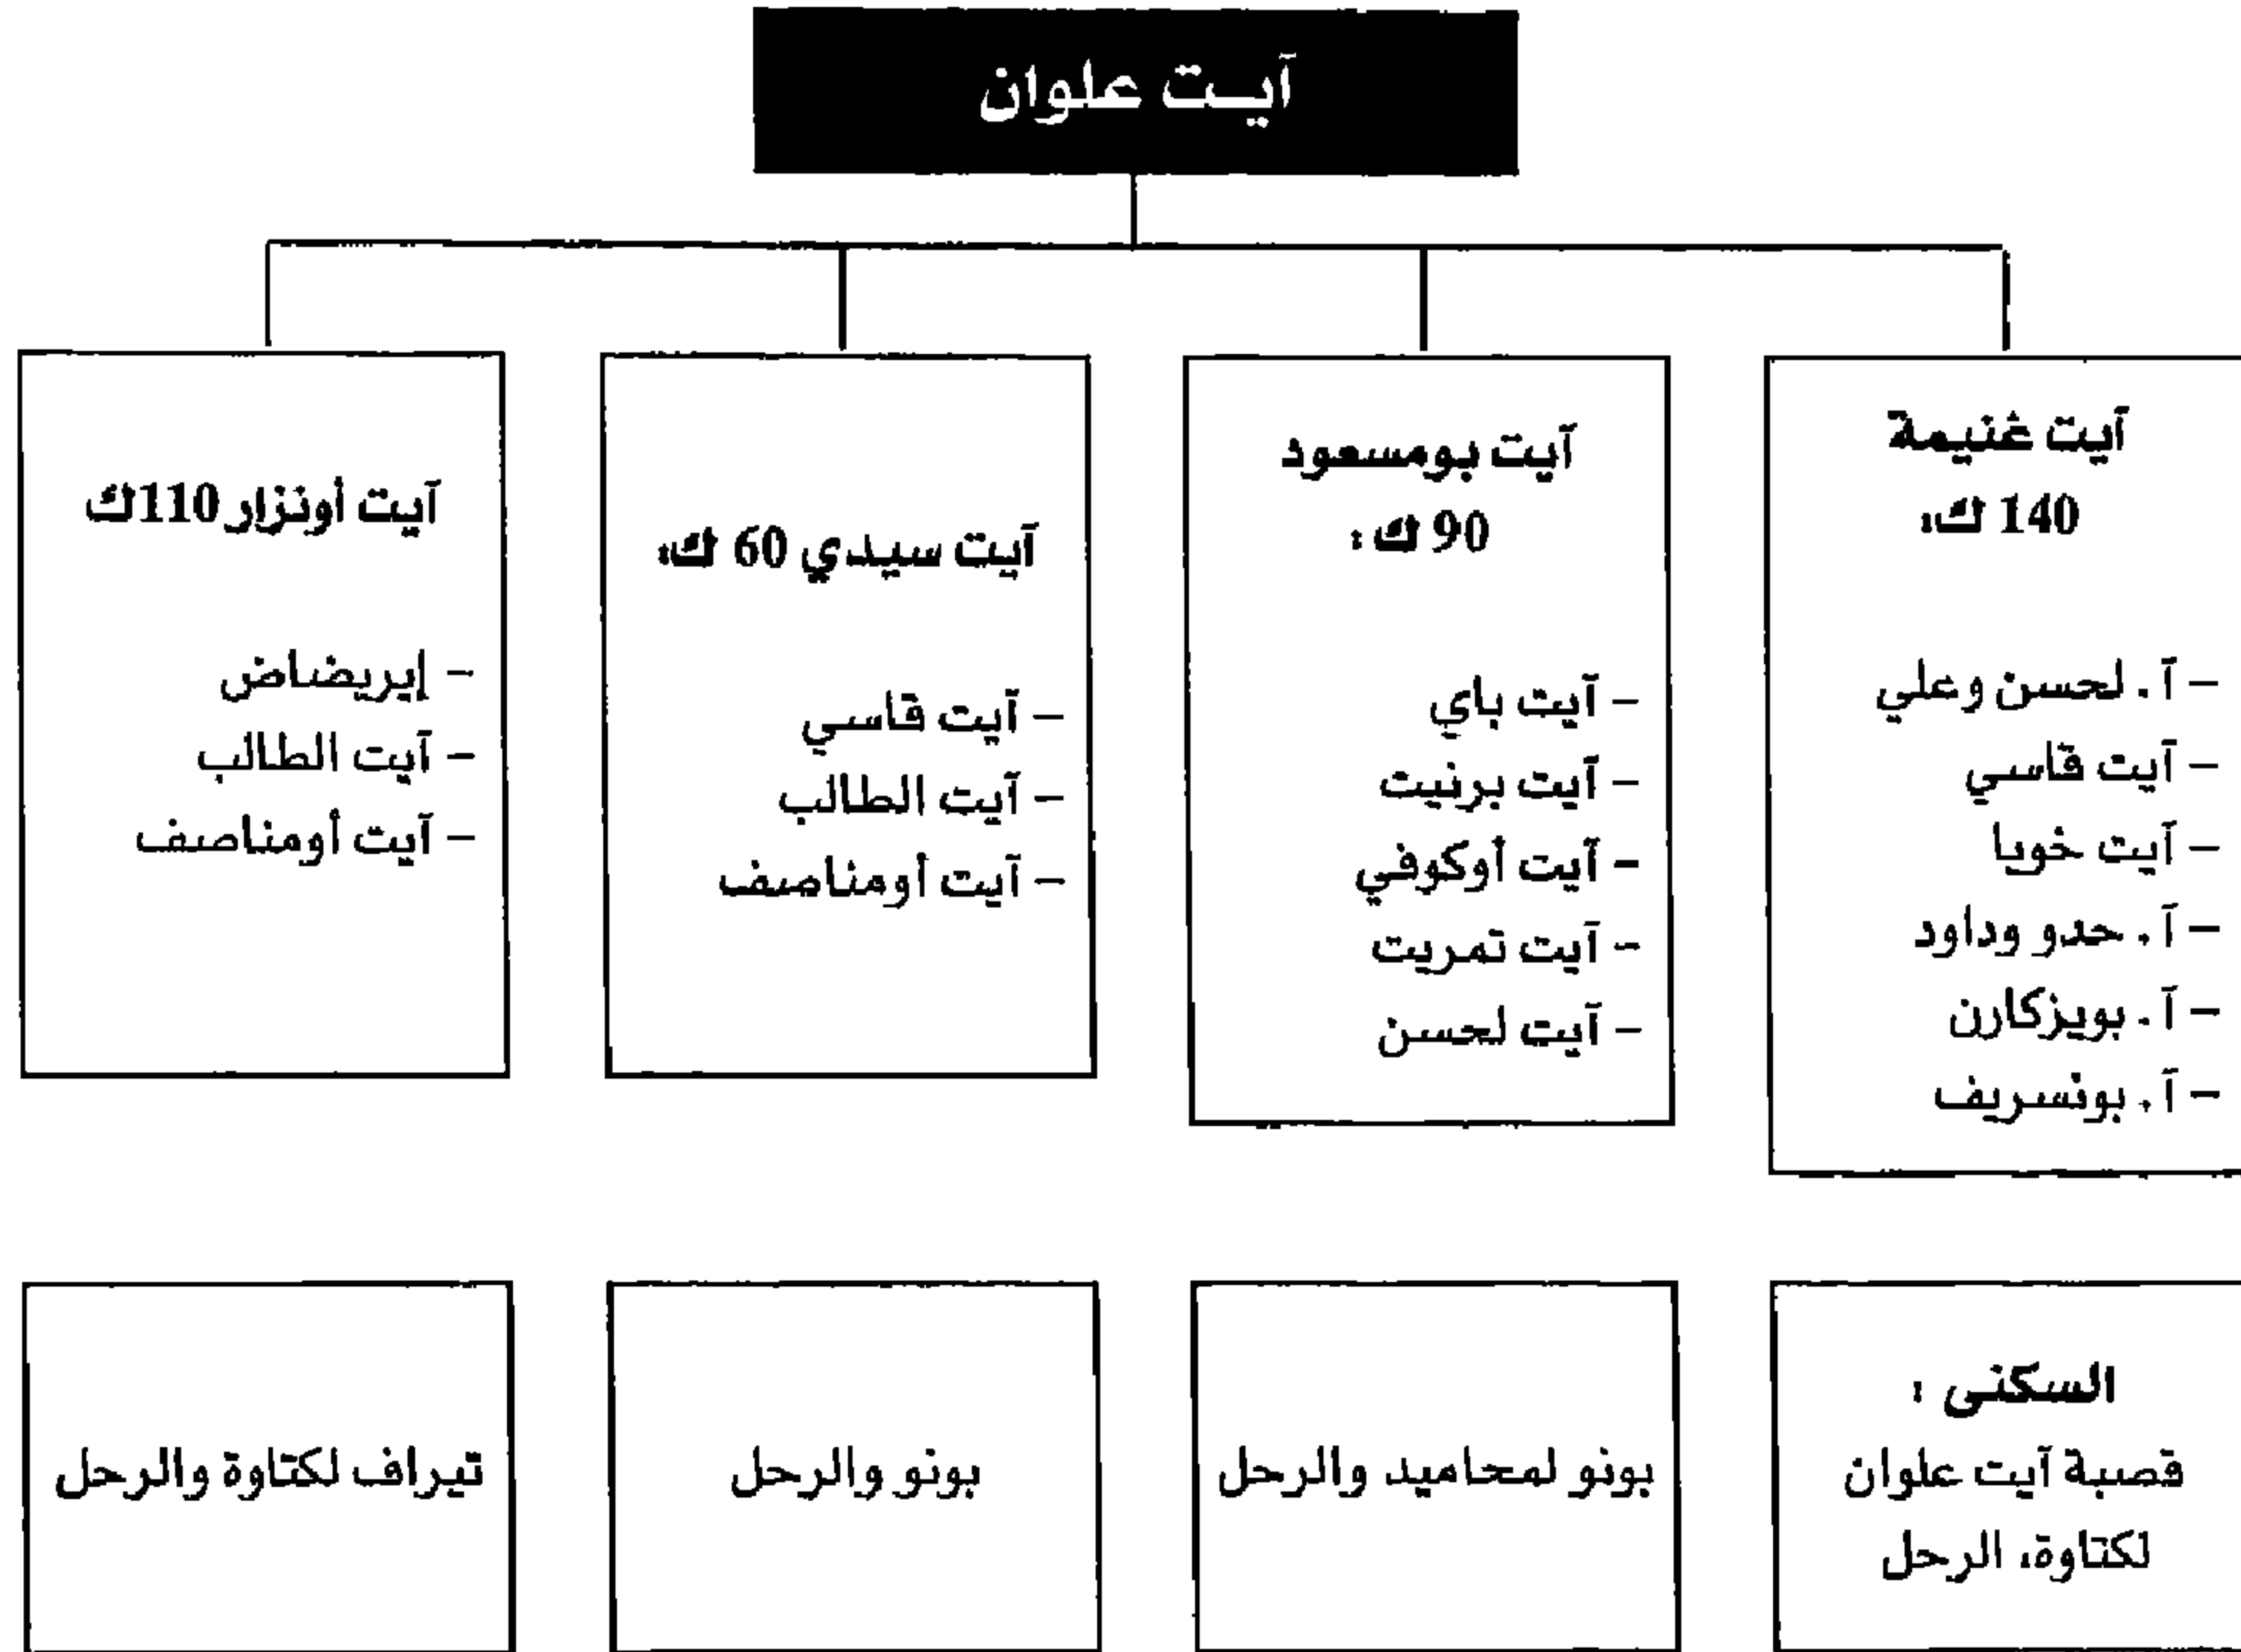 آيت علوان
آيت غنيمة
140 ك:
– آ. لحسن وعلي
– آيت قاسي
– آيت خويا
– آ. حدو وداود
– آ. بويزكارن
– آ. بونسريف
آيت بومسعود
90 ك:
– آيت باي
– آيت برنيت
– آيت أوكوفي
– آيت تمريت
– آيت لحسن
آيت سيدي 60 ك:
– آيت قاسي
– آيت الطالب
– آيت أومناصف
آيت أونزار 110ك
– إيريضاض
– آيت الطالب
– آيت أومناصف
السكنى :
قصبة آيت علوان
لكتاوة، الرحل
بونو لمحاميد والرحل
بونو والرحل
تيراف لكتاوة والرحل